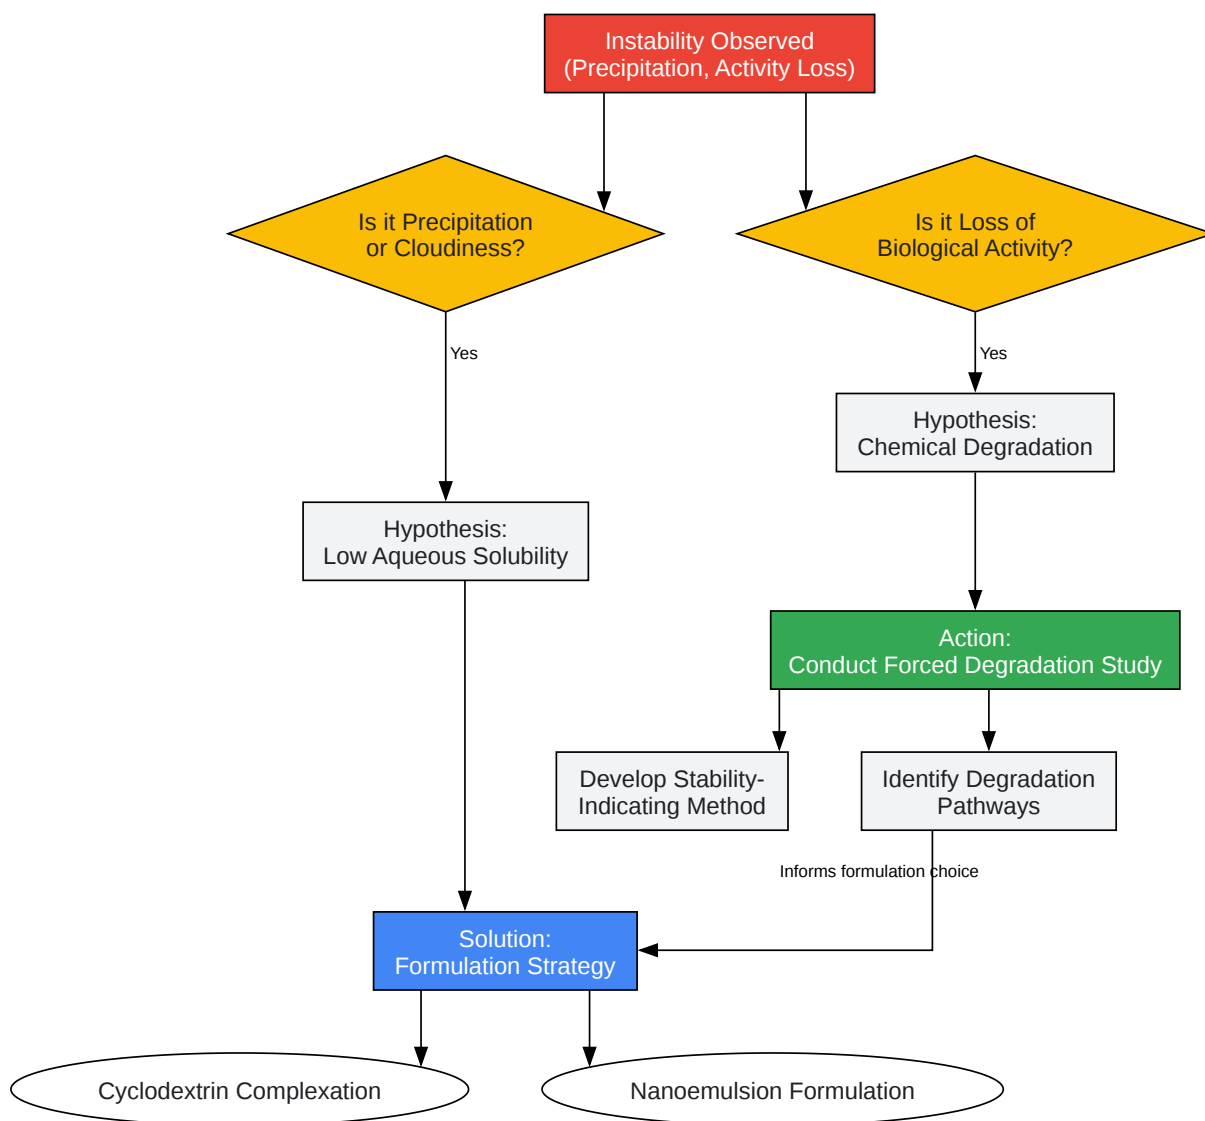 Instability Observed
(Precipitation, Activity Loss)
Is it Precipitation
or Cloudiness?
Is it Loss of
Biological Activity?
Yes
Yes
Hypothesis:
Chemical Degradation
Hypothesis:
Low Aqueous Solubility
Action:
Conduct Forced Degradation Study
Develop Stability-
Indicating Method
Identify Degradation
Pathways
Informs formulation choice
Solution:
Formulation Strategy
Cyclodextrin Complexation
Nanoemulsion Formulation